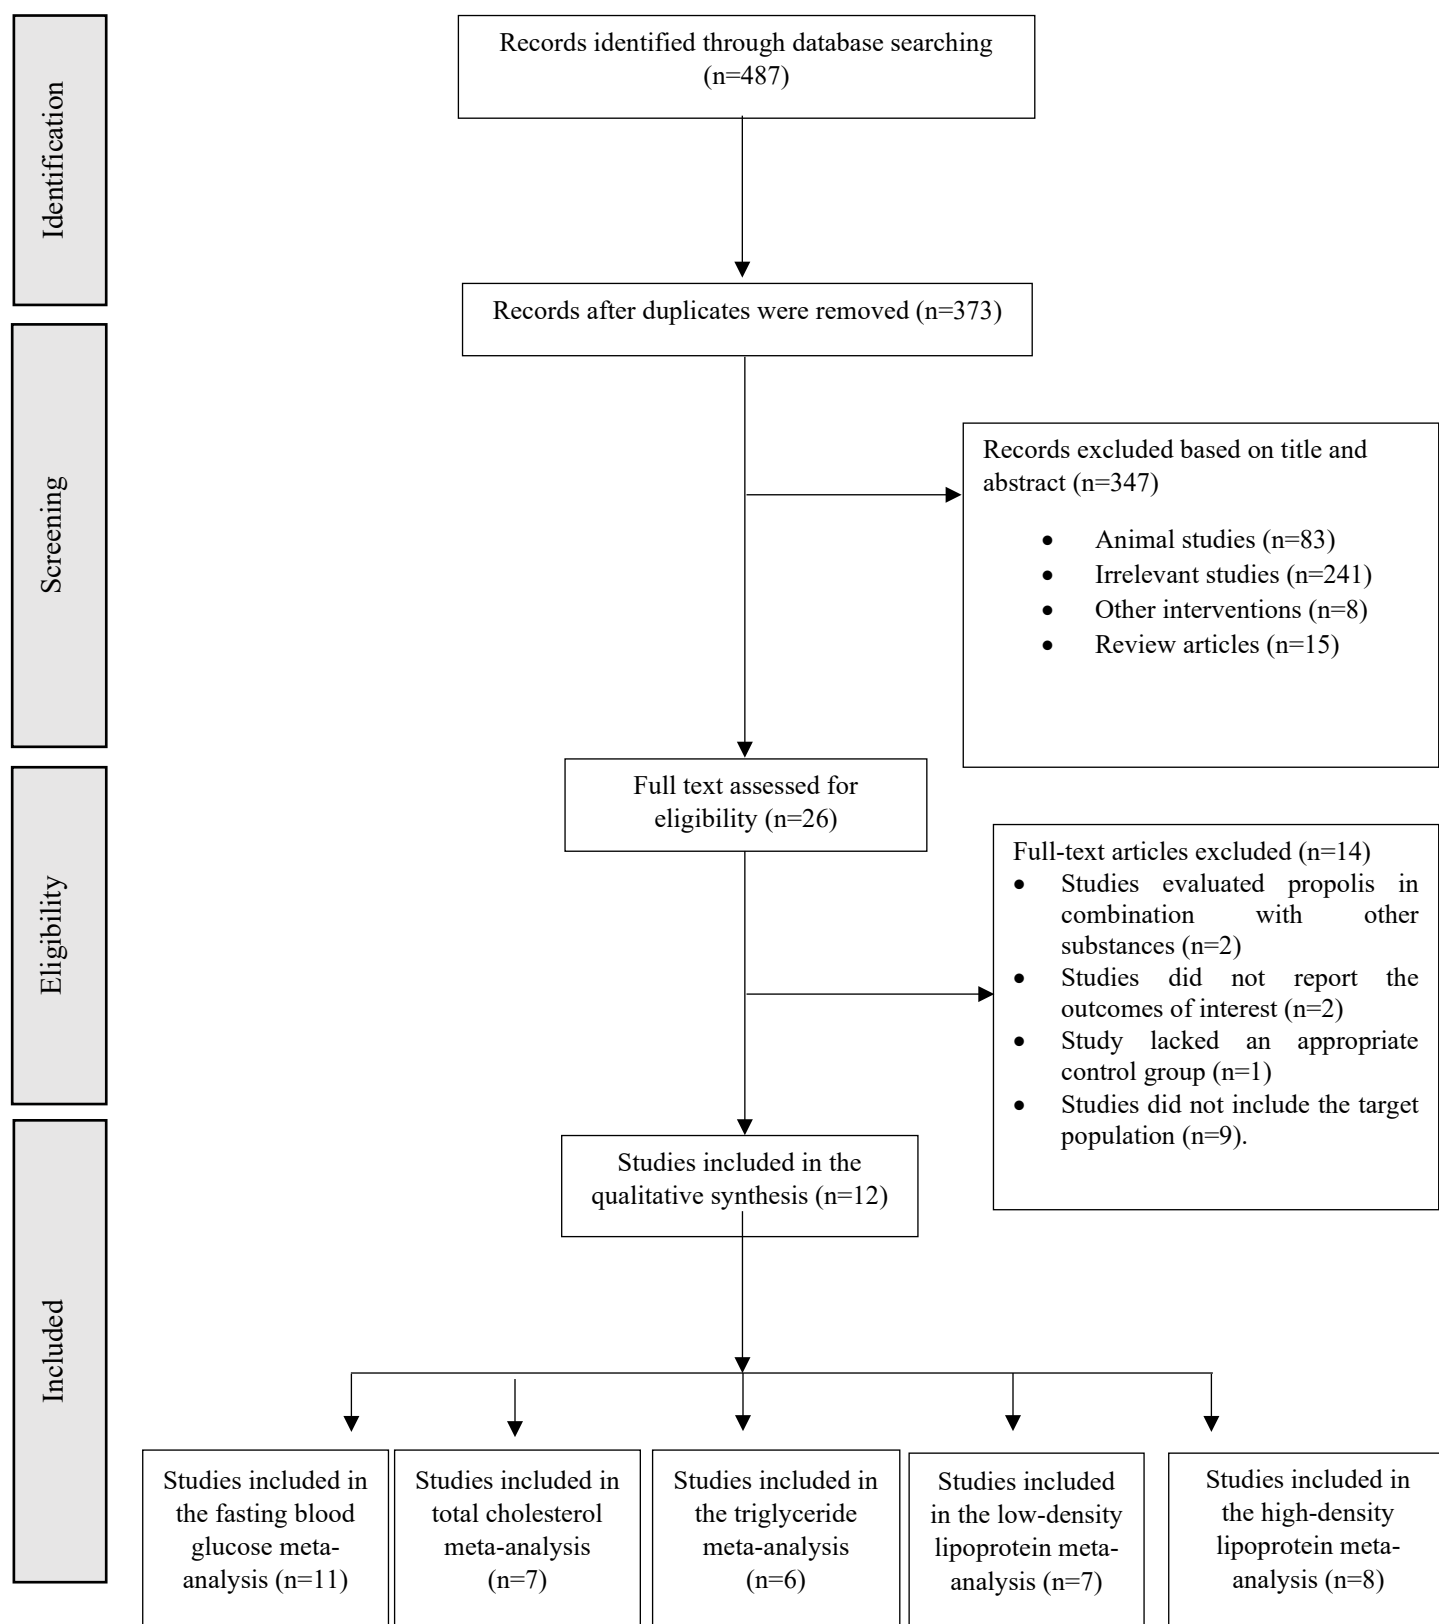 Identification
Records identified through database searching
(n=487)
Records after duplicates were removed (n=373)
Screening
Records excluded based on title and
abstract (n=347)
• Animal studies (n=83)
• Irrelevant studies (n=241)
• Other interventions (n=8)
• Review articles (n=15)
Eligibility
Full text assessed for
eligibility (n=26)
Full-text articles excluded (n=14)
• Studies evaluated propolis in
combination with other
substances (n=2)
• Studies did not report the
outcomes of interest (n=2)
• Study lacked an appropriate
control group (n=1)
• Studies did not include the target
population (n=9).
Included
Studies included in the
qualitative synthesis (n=12)
Studies included in
the fasting blood
glucose meta-
analysis (n=11)
Studies included in
total cholesterol
meta-analysis
(n=7)
Studies included in
the triglyceride
meta-analysis
(n=6)
Studies included
in the low-density
lipoprotein meta-
analysis (n=7)
Studies included in
the high-density
lipoprotein meta-
analysis (n=8)